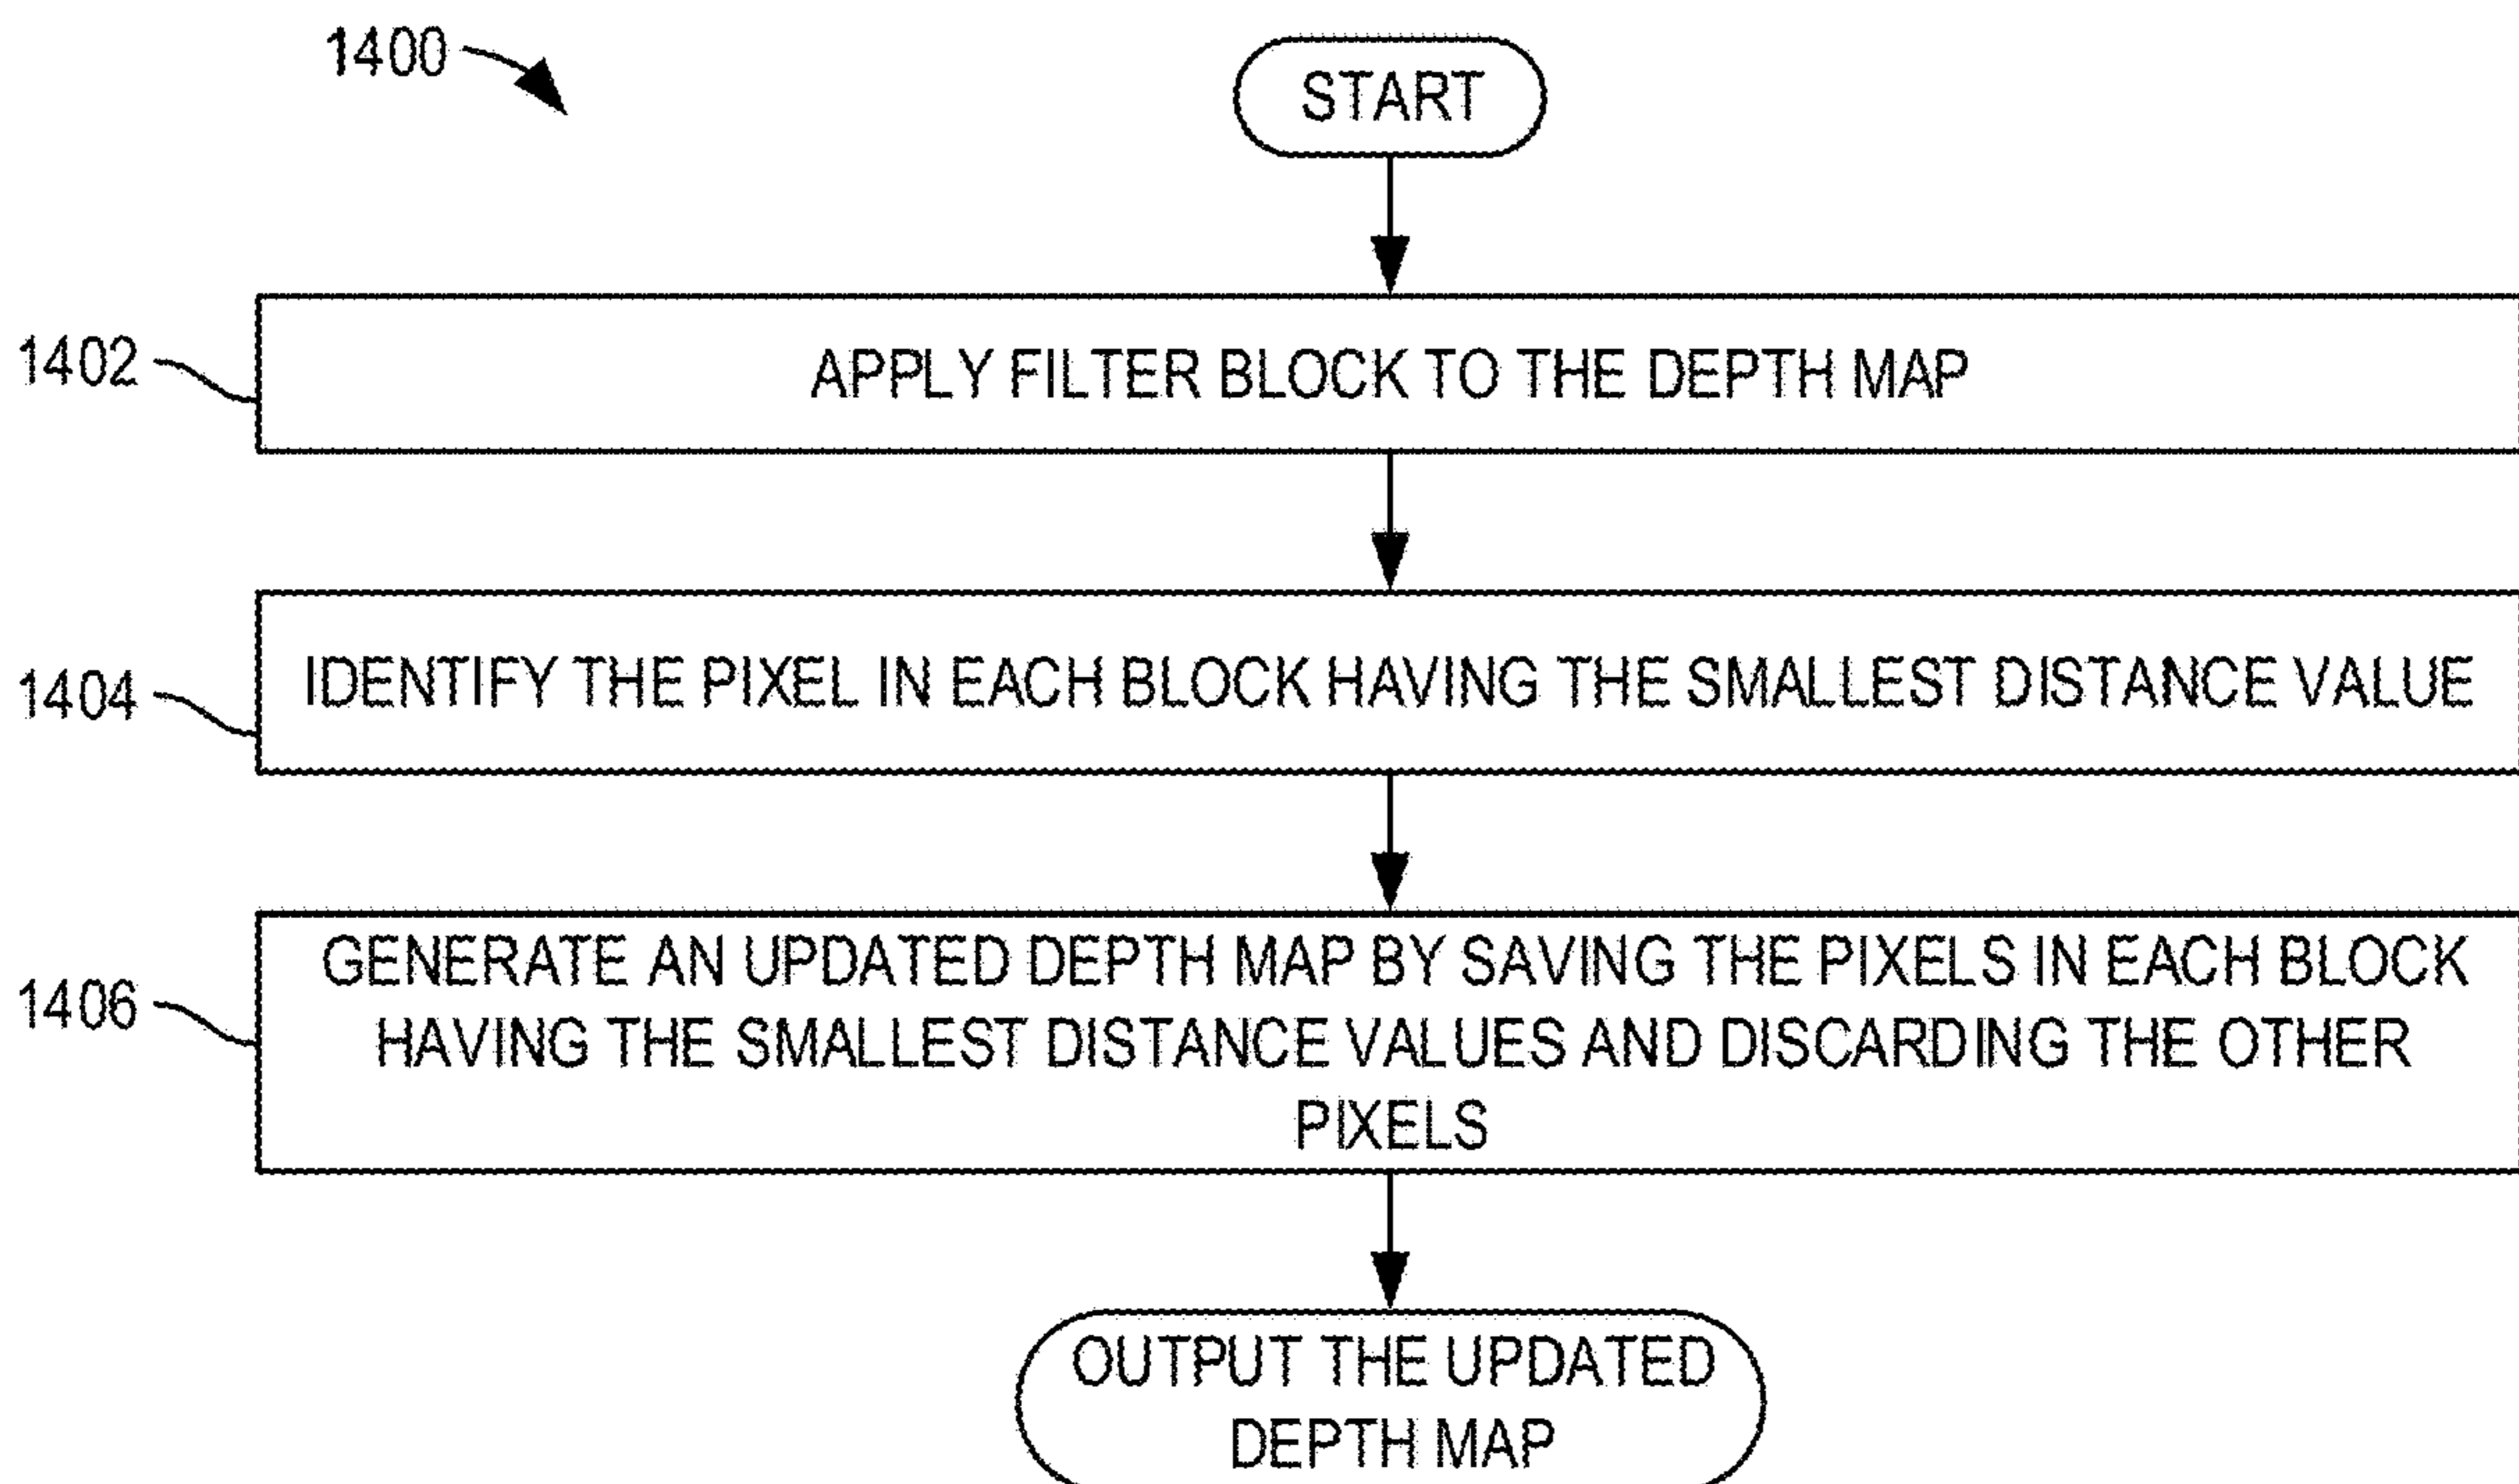 1400
START
1402
APPLY FILTER BLOCK TO THE DEPTH MAP
1404
IDENTIFY THE PIXEL IN EACH BLOCK HAVING THE SMALLEST DISTANCE VALUE
1406
GENERATE AN UPDATED DEPTH MAP BY SAVING THE PIXELS IN EACH BLOCK
HAVING THE SMALLEST DISTANCE VALUES AND DISCARDING THE OTHER
PIXELS
OUTPUT THE UPDATED
DEPTH MAP